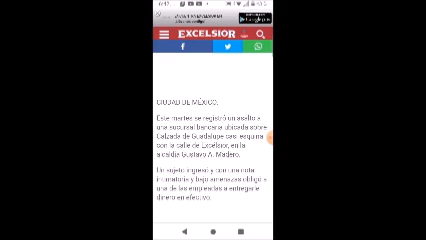 EXCELSIOR
CIUDAD DE MÉXICO.
Este martes se registró un asalto a
una sucursal bancaria ubicada sobre
Calzada de Guadalupe casi esquina
con la calle de Excélsior, en la
alcaldía Gustavo A. Madero.
Un sujeto ingresó y con una nota
intimatoria y bajo amenazas obligó a
una de las empleadas a entregarle
dinero en efectivo.